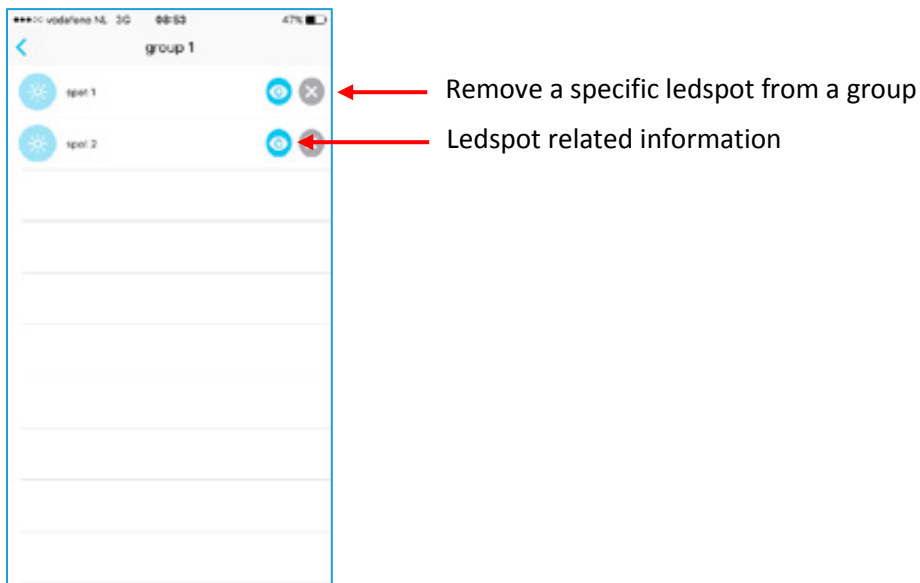 vodafone NL 3G 08:53 47%
group 1
spot 1
Remove a specific ledspot from a group
spot 2
Ledspot related information